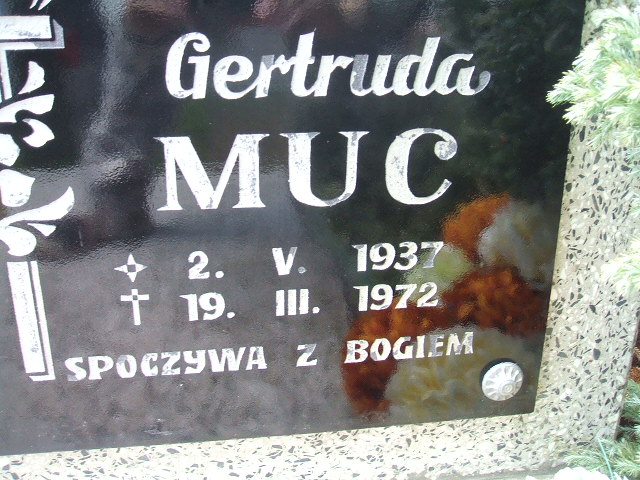 Gertruda
MUC
2. V. 1937
19. III. 1972
SPOCZYWA Z BOGIEM